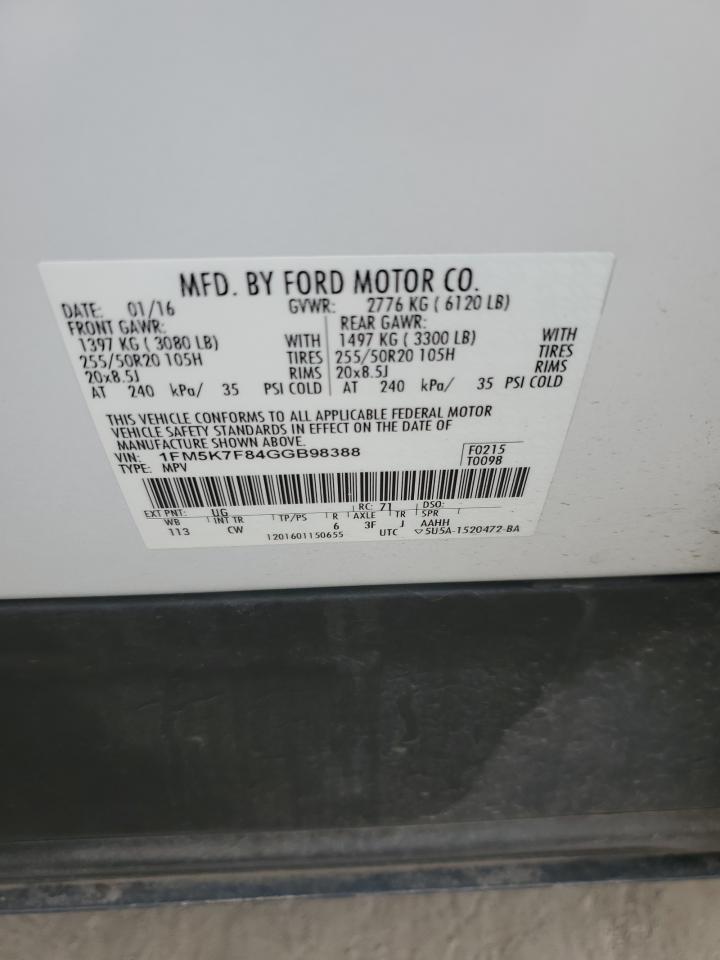 MFD. BY FORD MOTOR CO.
DATE: 01/16 GVWR: 2776 KG ( 6120 LB)
FRONT GAWR: REAR GAWR:
1397 KG ( 3080 LB) WITH 1497 KG ( 3300 LB) WITH
255/50R20 105H TIRES 255/50R20 105H TIRES
20x8.5J RIMS 20x8.5J RIMS
AT 240 kPa/ 35 PSI COLD AT 240 kPa/ 35 PSI COLD
THIS VEHICLE CONFORMS TO ALL APPLICABLE FEDERAL MOTOR
VEHICLE SAFETY STANDARDS IN EFFECT ON THE DATE OF
MANUFACTURE SHOWN ABOVE.
VIN: 1FM5K7F84GGB98388 F0215
TYPE: MPV T0098
EXT PNT: UG RC: 71 DSO:
WB INT TR TP/PS R AXLE TR SPR
113 CW 6 3F J AAHH
1201601150655 UTC ▽5U5A-1520472-BA